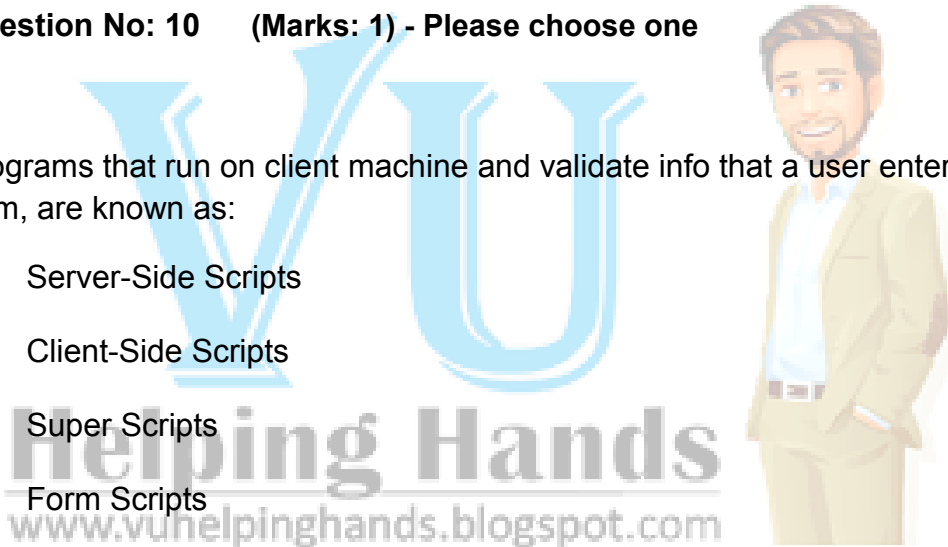 estion No: 10 (Marks: 1) - Please choose one
VU
ograms that run on client machine and validate info that a user enter
m, are known as:
Server-Side Scripts
Client-Side Scripts
Super Scripts
Helping Hands
Form Scripts
www.vuhelpinghands.blogspot.com